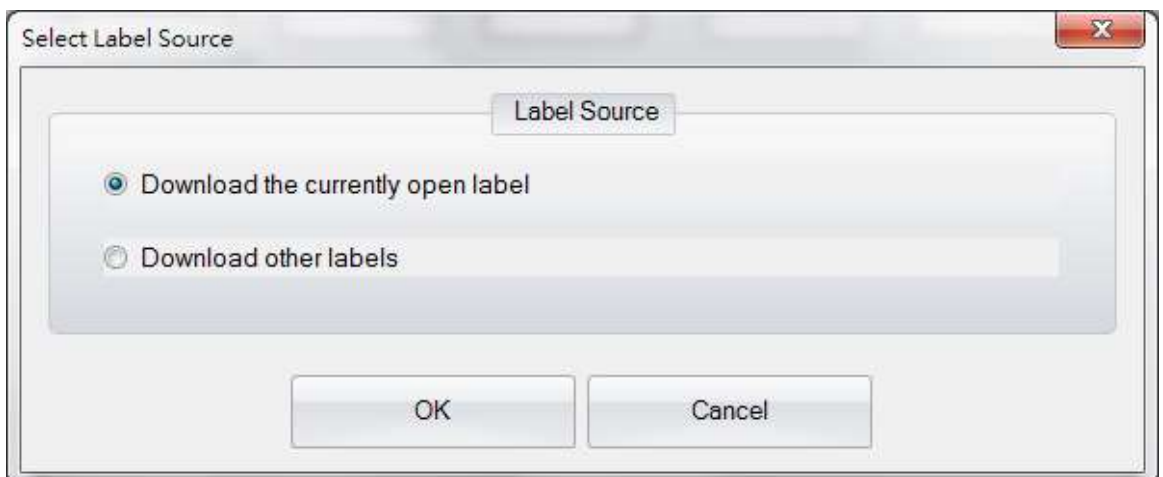 Select Label Source
Label Source
Download the currently open label
Download other labels
OK
Cancel